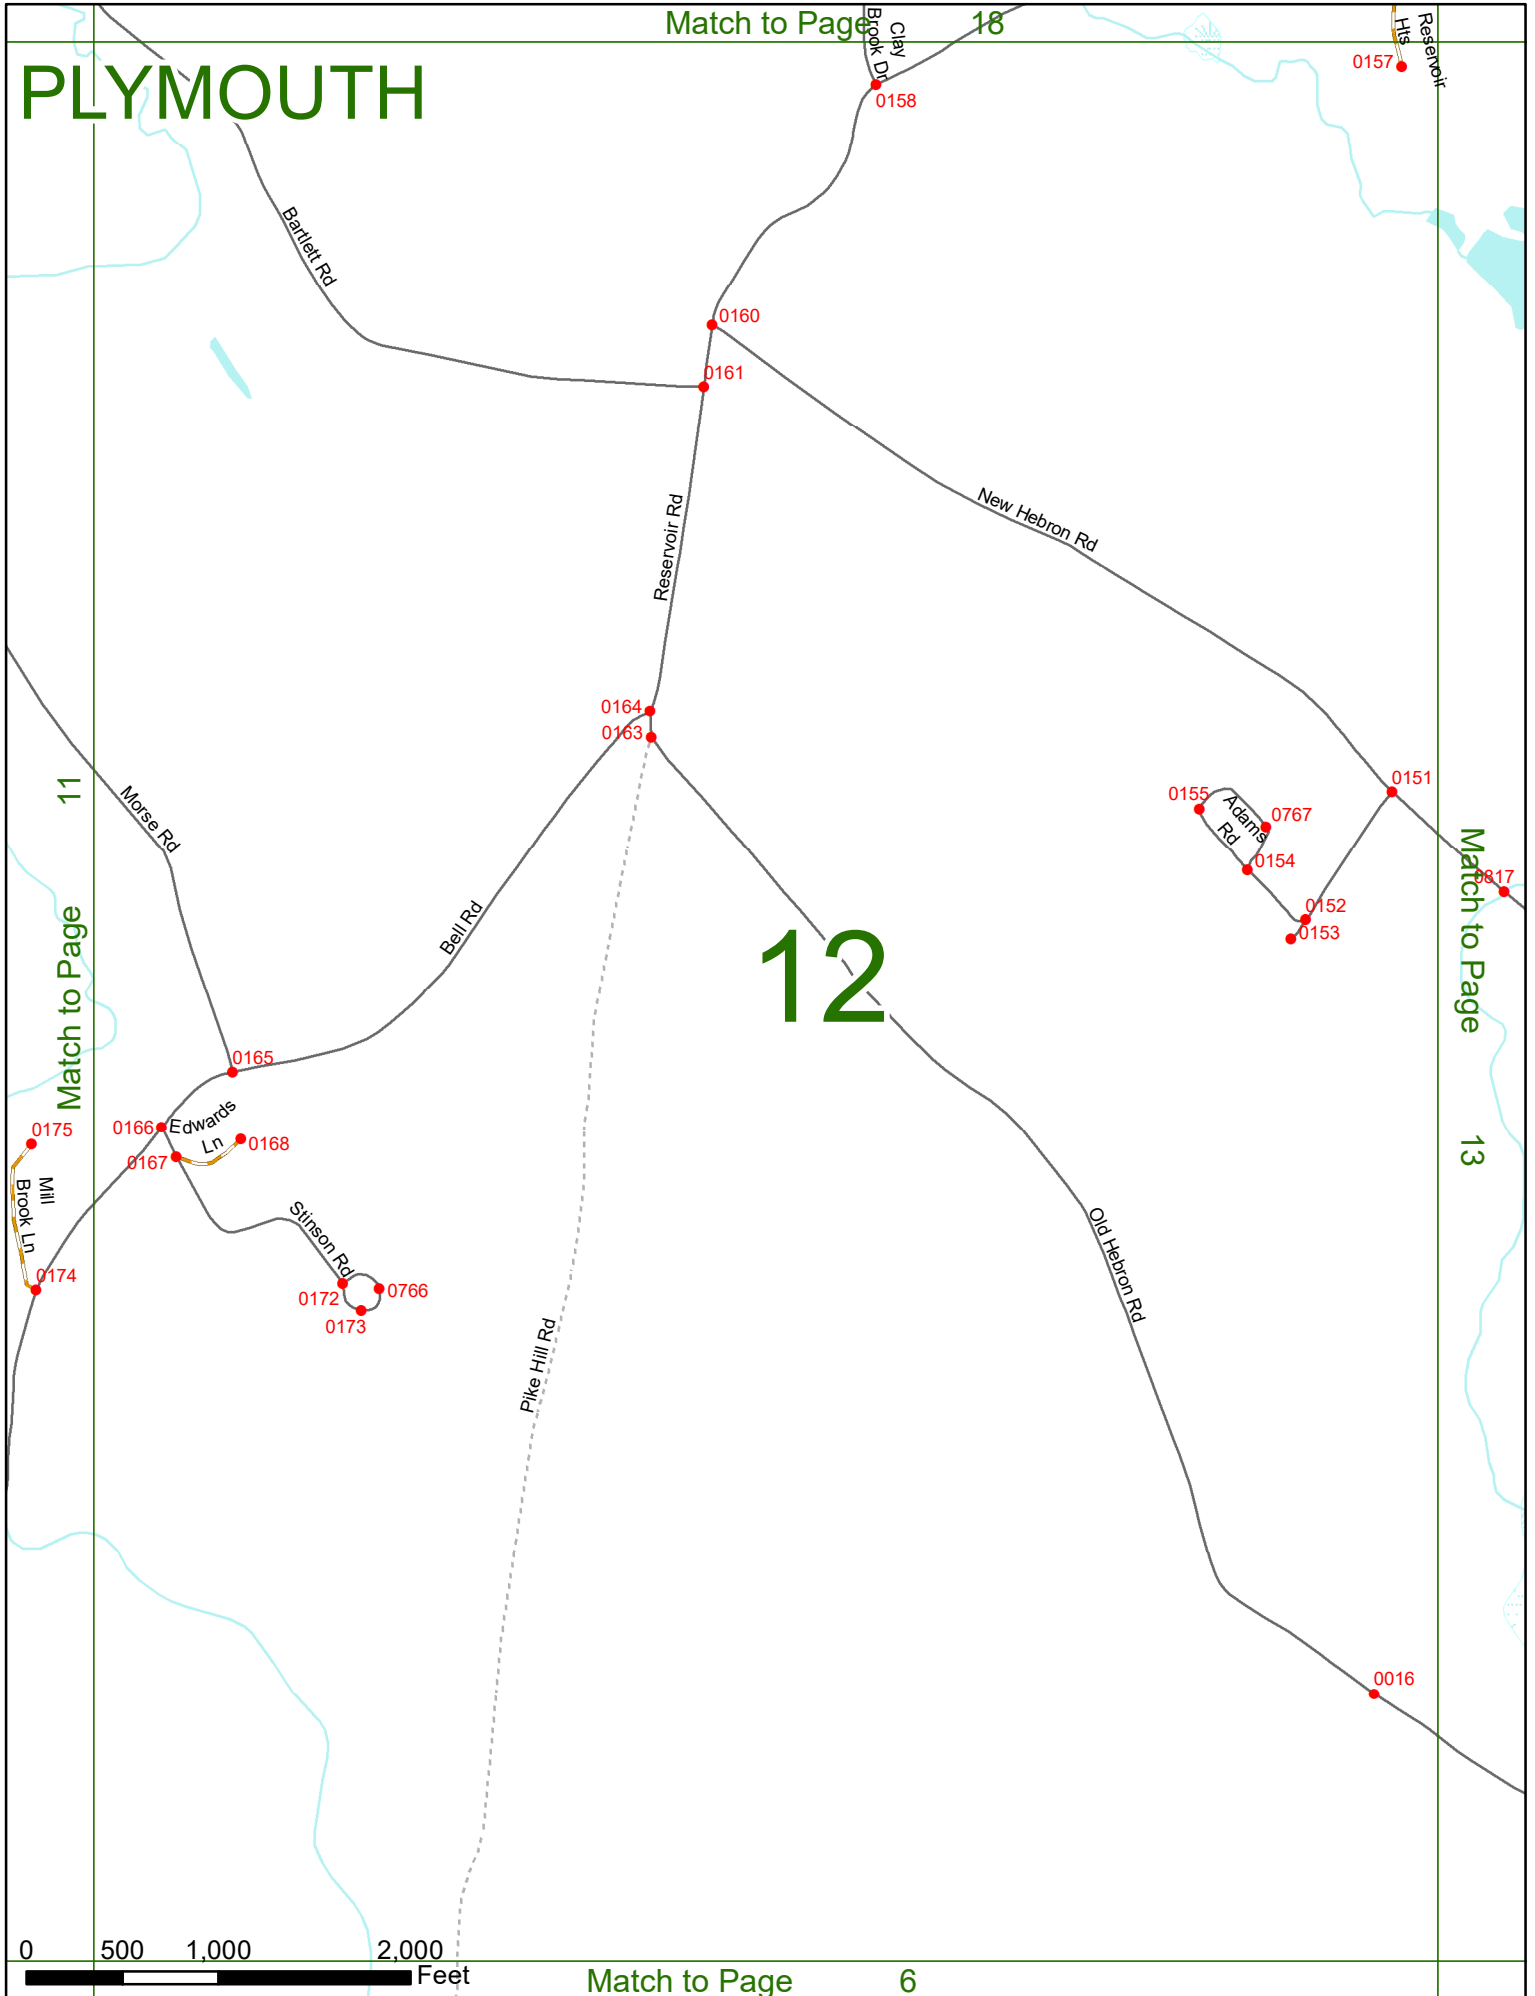 Match to Page 18
PLYMOUTH
Clay
Brook Dr
0158
Reservoir
Hts
0157
Bartlett Rd
0160
0161
New Hebron Rd
Reservoir Rd
0164
0163
11
Match to Page
Morse Rd
0151
0155
Adams
Rd
0767
0154
0152
0153
0817
Match to Page
13
Bell Rd
12
0165
0166
Edwards
Ln
0168
0167
0175
Mill
Brook Ln
0174
Stinson Rd
0172
0766
0173
Old Hebron Rd
Pike Hill Rd
0016
0 500 1,000 2,000
Feet
Match to Page 6